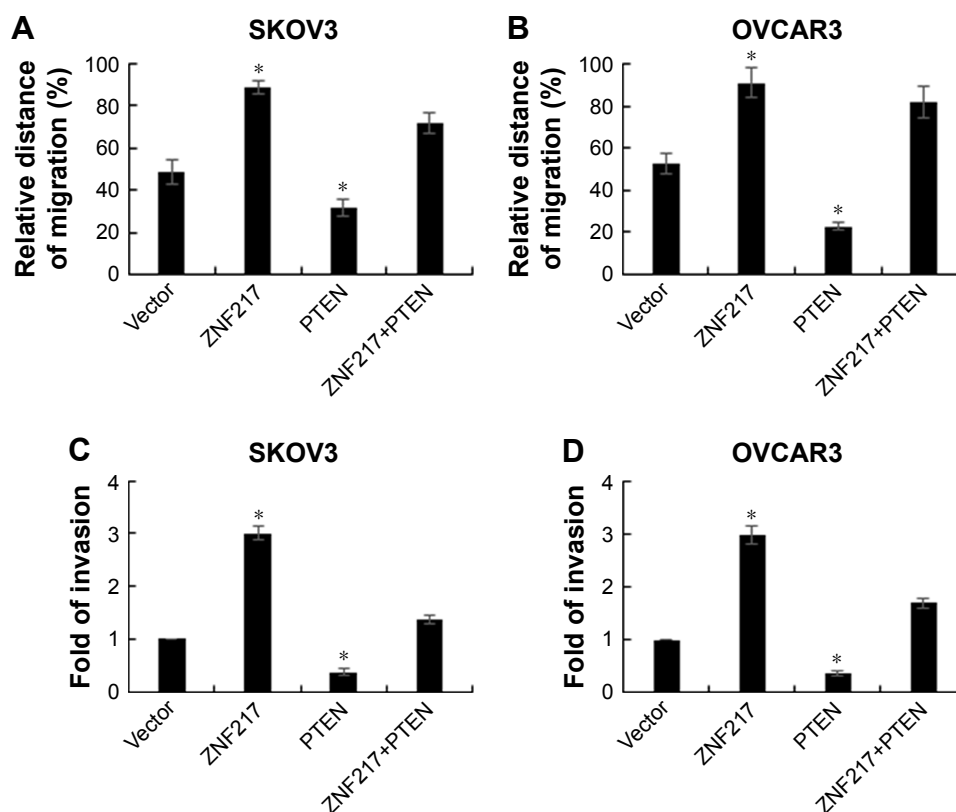 A
SKOV3
Relative distance
of migration (%)
100
80
60
40
20
0
*
*
Vector
ZNF217
PTEN
ZNF217+PTEN
B
OVCAR3
Relative distance
of migration (%)
100
80
60
40
20
0
*
*
Vector
ZNF217
PTEN
ZNF217+PTEN
C
SKOV3
Fold of invasion
4
3
2
1
0
*
*
Vector
ZNF217
PTEN
ZNF217+PTEN
D
OVCAR3
Fold of invasion
4
3
2
1
0
*
*
Vector
ZNF217
PTEN
ZNF217+PTEN